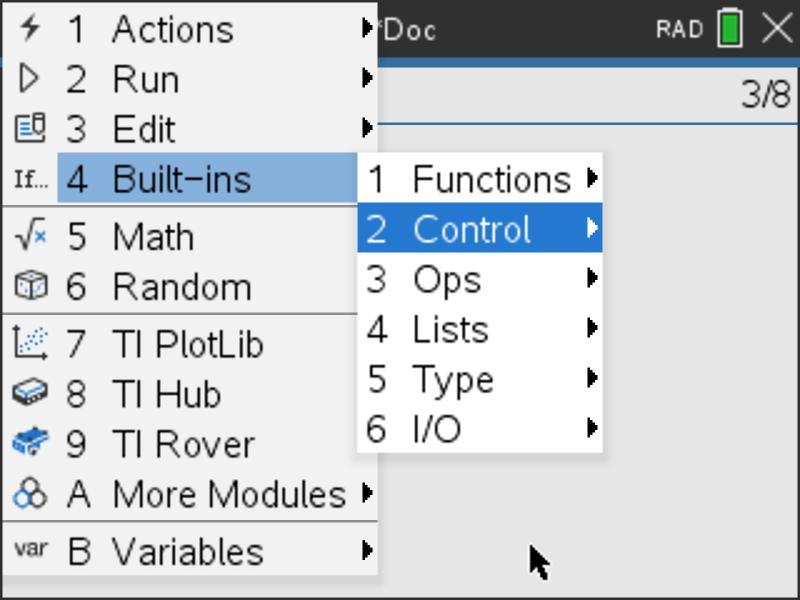 1 Actions
2 Run
3 Edit
If... 4 Built-ins
√x 5 Math
6 Random
7 TI PlotLib
8 TI Hub
9 TI Rover
A More Modules
var B Variables
1 Functions
2 Control
3 Ops
4 Lists
5 Type
6 I/O
*Doc
RAD
3/8